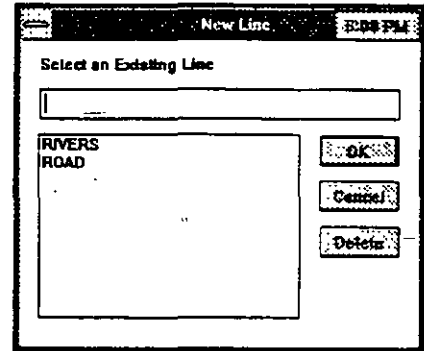 New Line
Select an Existing Line
RIVERS
ROAD
OK
Cancel
Delete